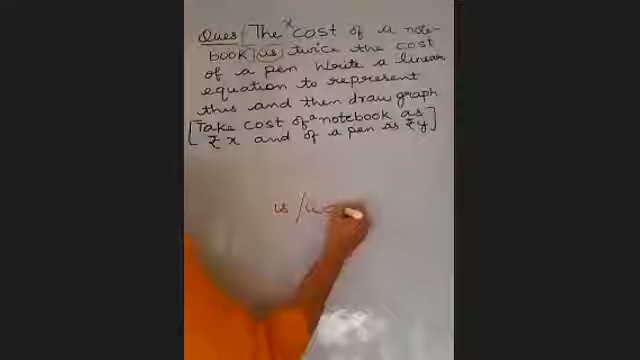 Ques The x cost of a note-
book is twice the cost
of a pen Write a linear
equation to represent
this and then draw graph
[Take cost of a notebook as
₹ x and of a pen as ₹y]
is /